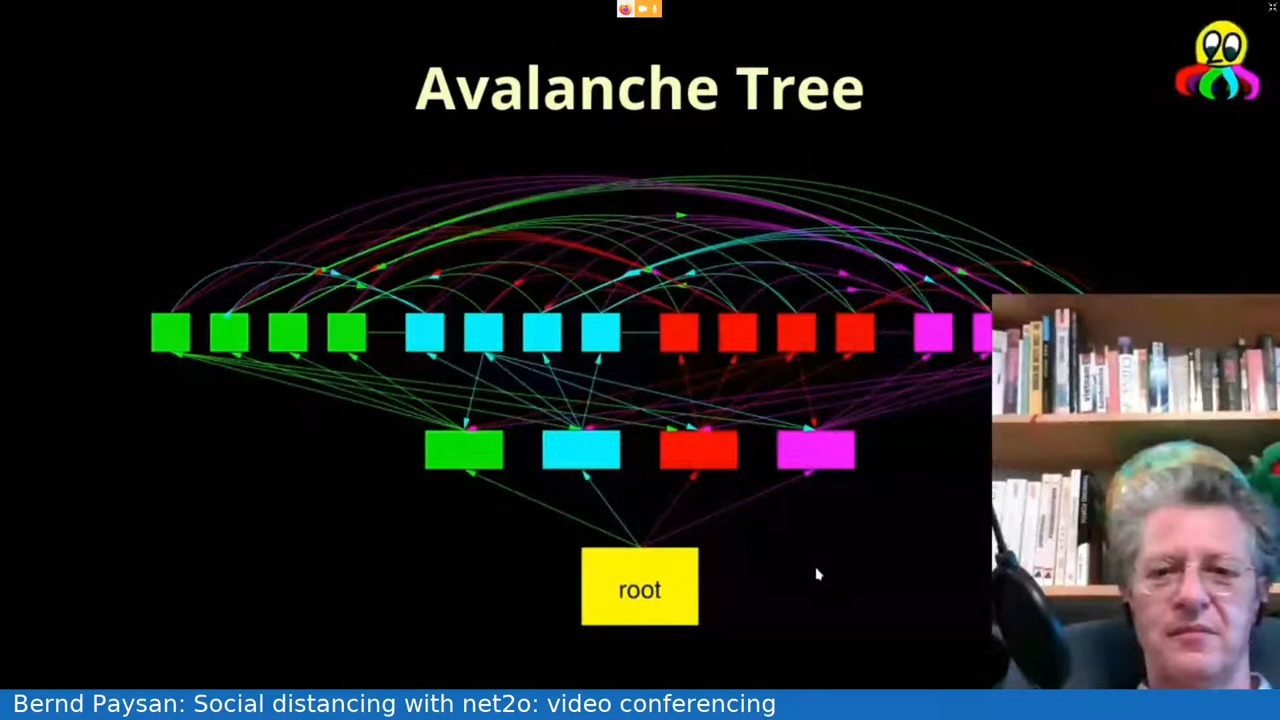 Avalanche Tree
root
Bernd Paysan: Social distancing with net2o: video conferencing